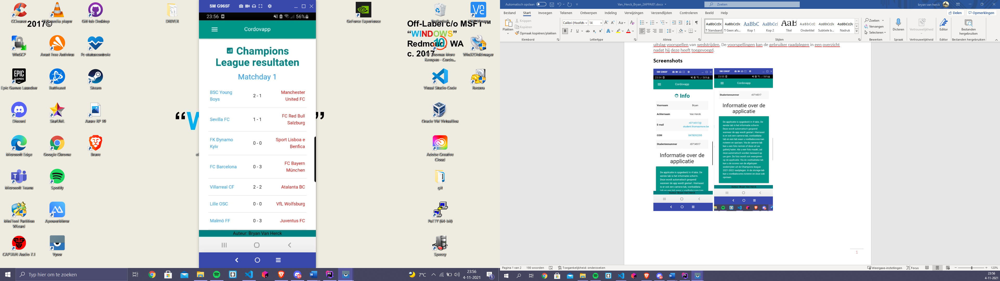 CCleaner
VLC media player
GitHub Desktop
DRIVER
2017©
WinSCP
Avast Free Antivirus
Pc-statuscontrole
Epic Games Launcher
Battle.net
Steam
Discord
StarUML
Axure RP 10
Microsoft Edge
Google Chrome
Brave
Microsoft Teams
Spotify
MiniTool Partition
Wizard
ApowerMirror
CAPTAIN Audio 7.1
Vysor
“W
”
SM G965F
23:56
56%
Cordovapp
Champions
League resultaten
Matchday 1
BSC Young
Boys
2 - 1
Manchester
United FC
Sevilla FC
1 - 1
FC Red Bull
Salzburg
FK Dynamo
Kyiv
0 - 0
Sport Lisboa e
Benfica
FC Barcelona
0 - 3
FC Bayern
München
Villarreal CF
2 - 2
Atalanta BC
Lille OSC
0 - 0
VfL Wolfsburg
Malmö FF
0 - 3
Juventus FC
Auteur: Bryan Van Herck
GeForce Experience
Prullenbak
VNC Viewer
Off-Label c/o MSFT™
“WINDOWS”
Redmond, WA
c. 2017
10
ITF Thomas More
Kempen - Cordo...
Win32DiskImager
Visual Studio Code
Recuva
Oracle VM VirtualBox
Adobe Creative
Cloud
git
PuTTY (64-bit)
Speccy
Typ hier om te zoeken
7°C
23:56
4-11-2021
1
Automatisch opslaan
Van_Herck_Bryan_2APPAI01.docx
Zoeken
bryan van herck
Bestand
Start
Invoegen
Tekenen
Ontwerpen
Indeling
Verwijzingen
Verzendlijsten
Controleren
Beeld
Help
Delen
Opmerkingen
Plakken
Knippen
Kopiëren
Opmaak kopiëren/plakken
Klembord
Calibri (Hoofdt
14
Lettertype
Alinea
AaBbCcDc
¶ Standaard
AaBbCcDc
¶ Geen afs...
AaBbC
Kop 1
AaBbCcI
Kop 2
AaB
Titel
AaBbCcD
Ondertitel
AaBbCcDt
Subtiele b...
AaBbCcDt
Nadruk
Stijlen
Zoeken
Vervangen
Selecteren
Bewerken
Dicteren
Spraak
Vertrouwelijkheid
Vertrouwelijkheid
Editor
Editor
Bestanden
hergebruiken
Bestanden hergebruiken
uitslag voorspellen van wedstrijden. De voorspellingen kan de gebruiker raadplegen in een overzicht
nadat hij deze heeft toegevoegd.
Screenshots
SM G965F
23:54
56%
Cordovapp
Info
Voornaam
Bryan
Achternaam
Van Herck
E-mail
r0714517@
student.thomasmore.be
GSM
0478092395
Studentennummer
r0714517
Informatie over de
applicatie
De applicatie is opgedeeld in 4 tabs. De
eerste tab is het informatie scherm.
Deze wordt automatisch geopend
wanneer de app wordt gestart. Hiernaast
is er ook een camera-tab, voetbaldata-
tab en een tab waar u voetbalscores kan
Auteur: Bryan Van Herck
SM G965F
23:55
56%
Cordovapp
Studentennummer
r0714517
Informatie over de
applicatie
De applicatie is opgedeeld in 4 tabs. De
eerste tab is het informatie scherm.
Deze wordt automatisch geopend
wanneer de app wordt gestart. Hiernaast
is er ook een camera-tab, voetbaldata-
tab en een tab waar u voetbalscores kan
noteren en opslaan. Via de camera-tab
kan u een foto nemen of deze uit uw
gallerij halen. Als u een foto maakt, zal
deze automatisch worden bewaard op
uw gsm. De foto wordt ook weergeven
op de applicatie. Via de voetbaldata-tab
kan u de scores van de afgelopen
wedstrijden uit de Champions league
2021-2022 raadplegen. In de storage-tab
kan u voetbalscores noteren en deze ook
opslaan.
Auteur: Bryan Van Herck
1
Pagina 1 van 2
198 woorden
Toegankelijkheid: onderzoeken
Weergave-instellingen
Focus
120%
23:56
4-11-2021